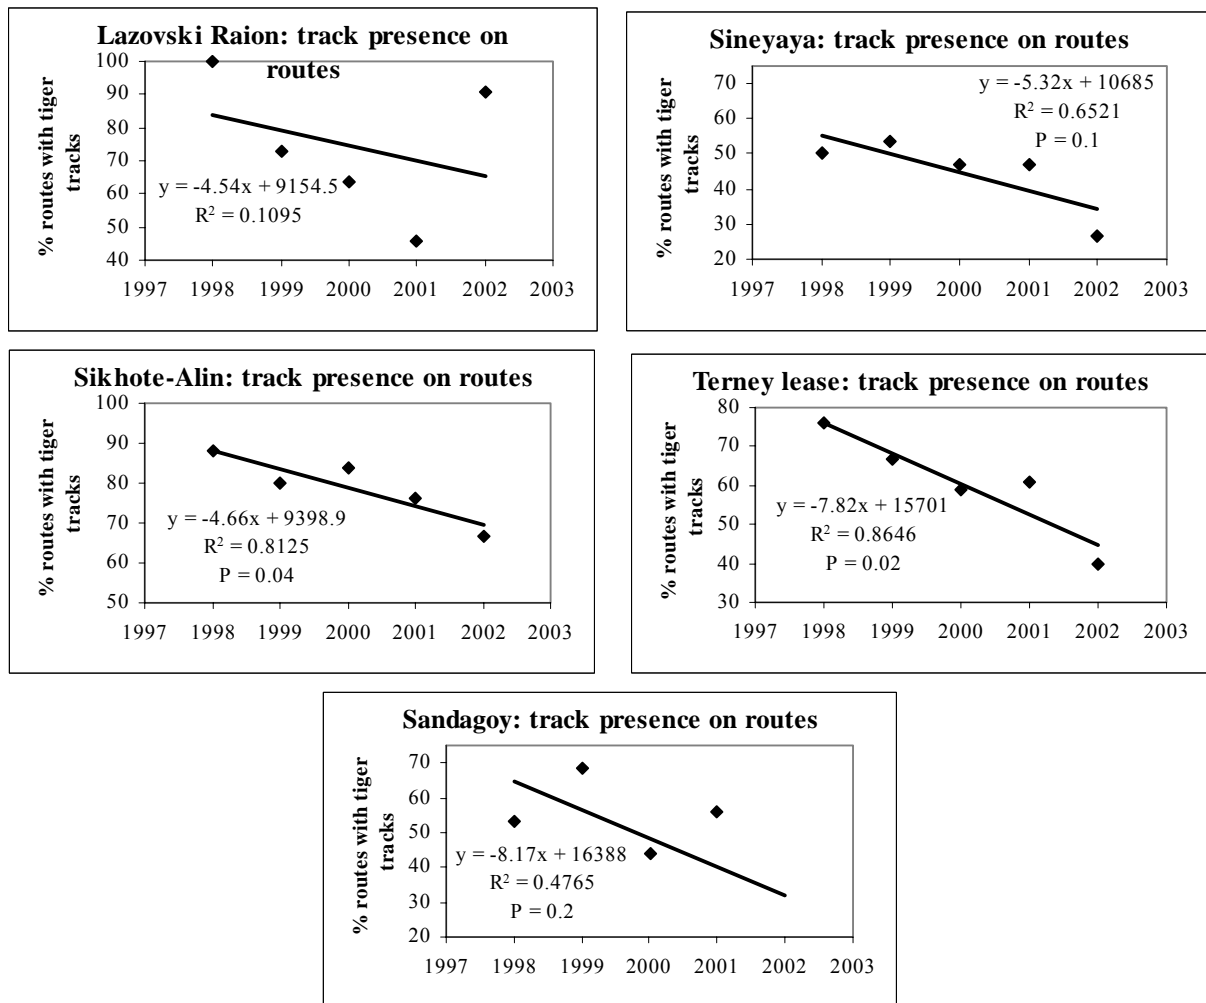 Lazovski Raion: track presence on
routes
% routes with tiger
tracks
100
90
80
70
60
50
40
y = -4.54x + 9154.5
R² = 0.1095
1997 1998 1999 2000 2001 2002 2003
Sineyaya: track presence on routes
% routes with tiger
tracks
70
60
50
40
30
20
y = -5.32x + 10685
R² = 0.6521
P = 0.1
1997 1998 1999 2000 2001 2002 2003
Sikhote-Alin: track presence on routes
% routes with tiger
tracks
100
90
80
70
60
50
y = -4.66x + 9398.9
R² = 0.8125
P = 0.04
1997 1998 1999 2000 2001 2002 2003
Terney lease: track presence on routes
% routes with tiger
tracks
80
70
60
50
40
30
y = -7.82x + 15701
R² = 0.8646
P = 0.02
1997 1998 1999 2000 2001 2002 2003
Sandagoy: track presence on routes
% routes with tiger
tracks
70
60
50
40
30
20
y = -8.17x + 16388
R² = 0.4765
P = 0.2
1997 1998 1999 2000 2001 2002 2003